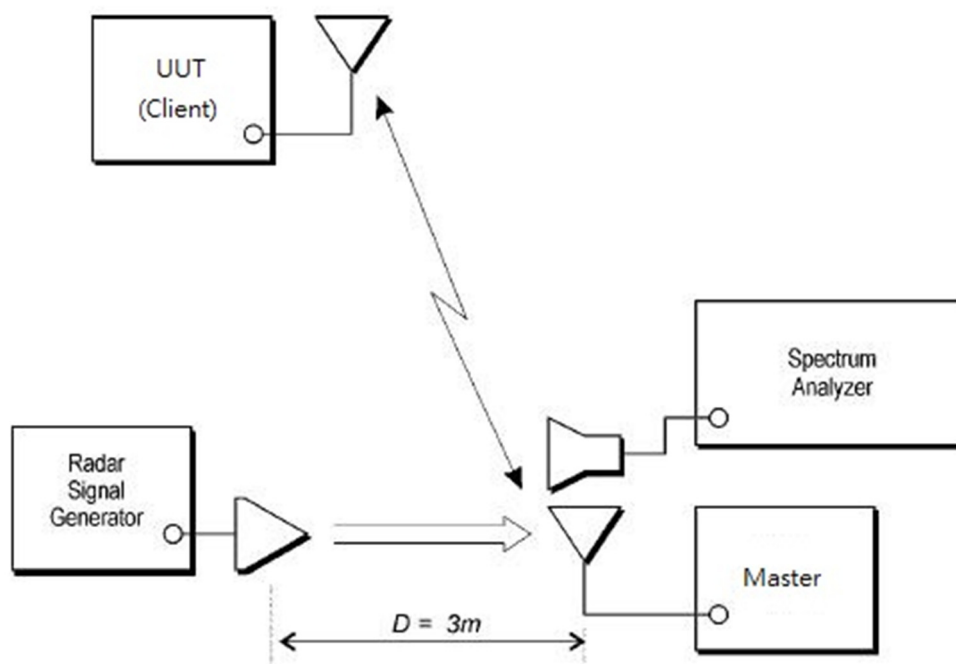 UUT
(Client)
Spectrum
Analyzer
Radar
Signal
Generator
Master
D = 3m